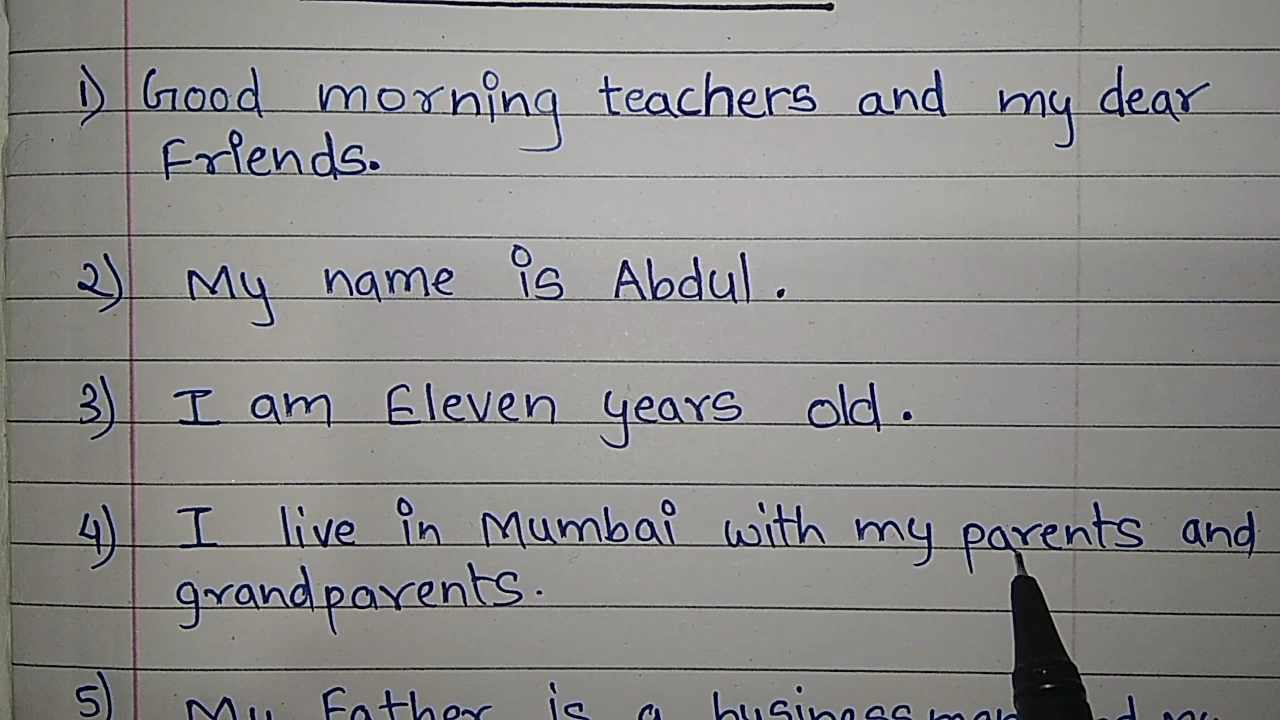 1) Good morning teachers and my dear
Friends.
2) My name is Abdul.
3) I am Eleven years old.
4) I live in Mumbai with my parents and
grandparents.
5) My Father is a businessman